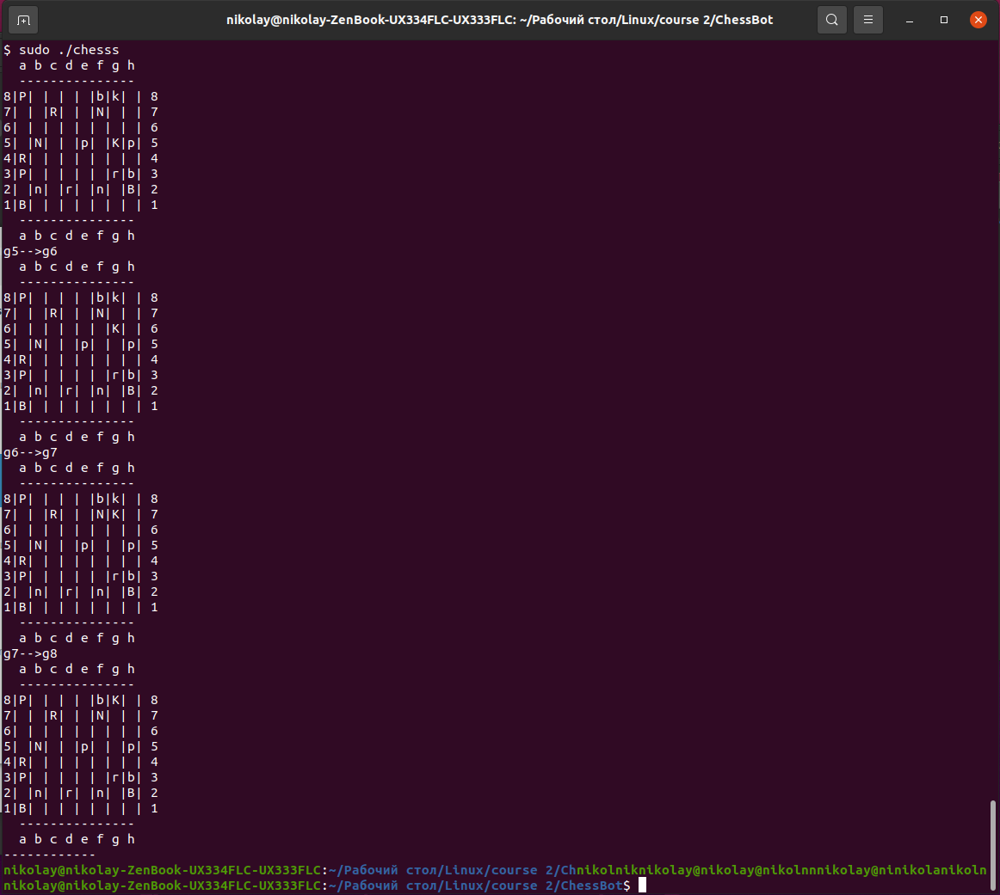 nikolay@nikolay-ZenBook-UX334FLC-UX333FLC: ~/Рабочий стол/Linux/course 2/ChessBot
$ sudo ./chesss
  a b c d e f g h
  ---------------
8|P| | | | |b|k| | 8
7| | |R| | |N| | | 7
6| | | | | | | | | 6
5| |N| | |p| |K|p| 5
4|R| | | | | | | | 4
3|P| | | | | |r|b| 3
2| |n| |r| |n| |B| 2
1|B| | | | | | | | 1
  ---------------
  a b c d e f g h
g5-->g6
  a b c d e f g h
  ---------------
8|P| | | | |b|k| | 8
7| | |R| | |N| | | 7
6| | | | | | |K| | 6
5| |N| | |p| | |p| 5
4|R| | | | | | | | 4
3|P| | | | | |r|b| 3
2| |n| |r| |n| |B| 2
1|B| | | | | | | | 1
  ---------------
  a b c d e f g h
g6-->g7
  a b c d e f g h
  ---------------
8|P| | | | |b|k| | 8
7| | |R| | |N|K| | 7
6| | | | | | | | | 6
5| |N| | |p| | |p| 5
4|R| | | | | | | | 4
3|P| | | | | |r|b| 3
2| |n| |r| |n| |B| 2
1|B| | | | | | | | 1
  ---------------
  a b c d e f g h
g7-->g8
  a b c d e f g h
  ---------------
8|P| | | | |b|K| | 8
7| | |R| | |N| | | 7
6| | | | | | | | | 6
5| |N| | |p| | |p| 5
4|R| | | | | | | | 4
3|P| | | | | |r|b| 3
2| |n| |r| |n| |B| 2
1|B| | | | | | | | 1
  ---------------
  a b c d e f g h
------------
nikolay@nikolay-ZenBook-UX334FLC-UX333FLC:~/Рабочий стол/Linux/course 2/Chnikolniknikolay@nikolay@nikolnnnikolay@ninikolanikoln
nikolay@nikolay-ZenBook-UX334FLC-UX333FLC:~/Рабочий стол/Linux/course 2/ChessBot$